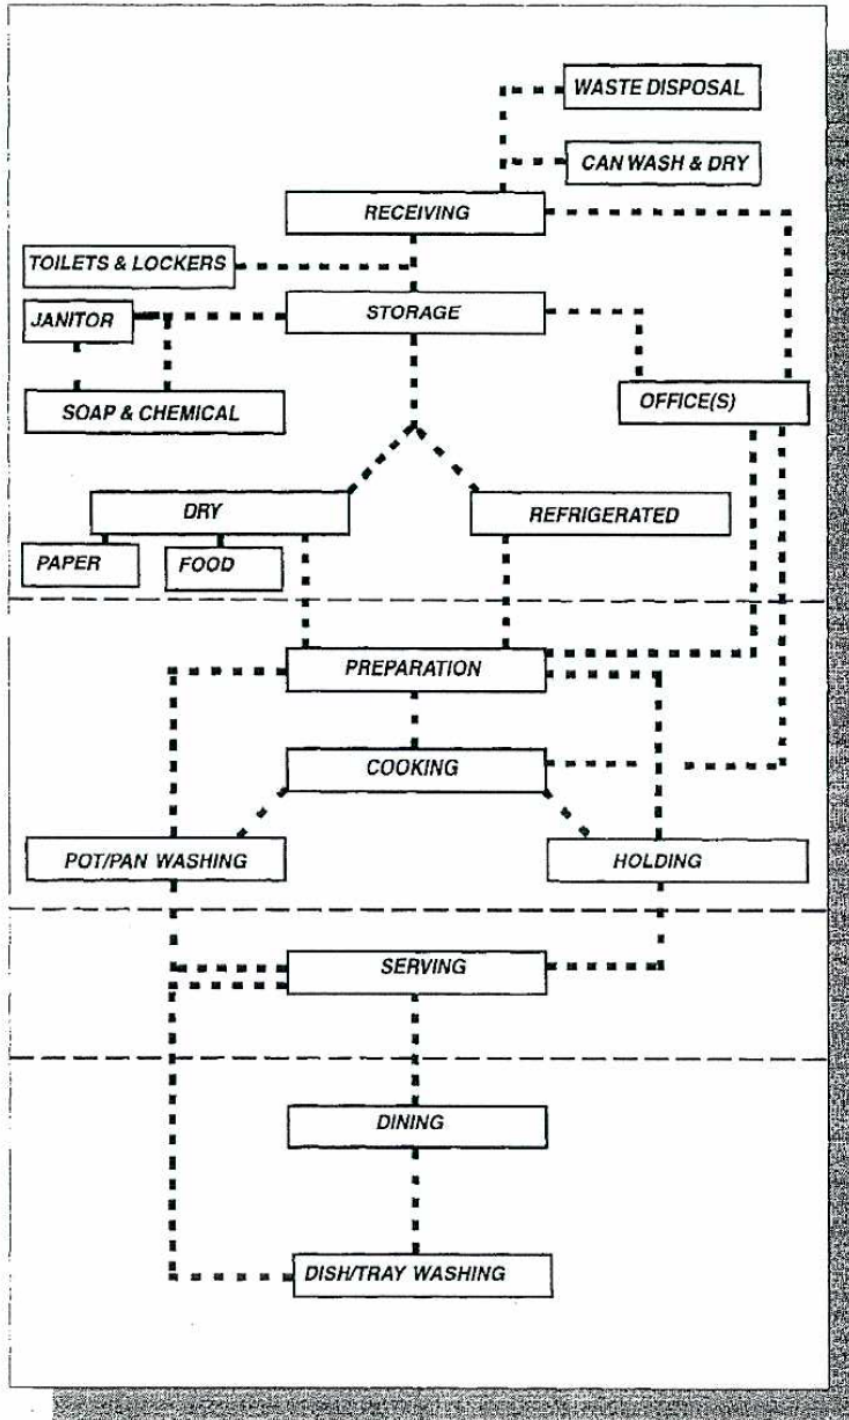 WASTE DISPOSAL
CAN WASH & DRY
RECEIVING
TOILETS & LOCKERS
STORAGE
JANITOR
OFFICE(S)
SOAP & CHEMICAL
DRY
REFRIGERATED
PAPER
FOOD
PREPARATION
COOKING
POT/PAN WASHING
HOLDING
SERVING
DINING
DISH/TRAY WASHING